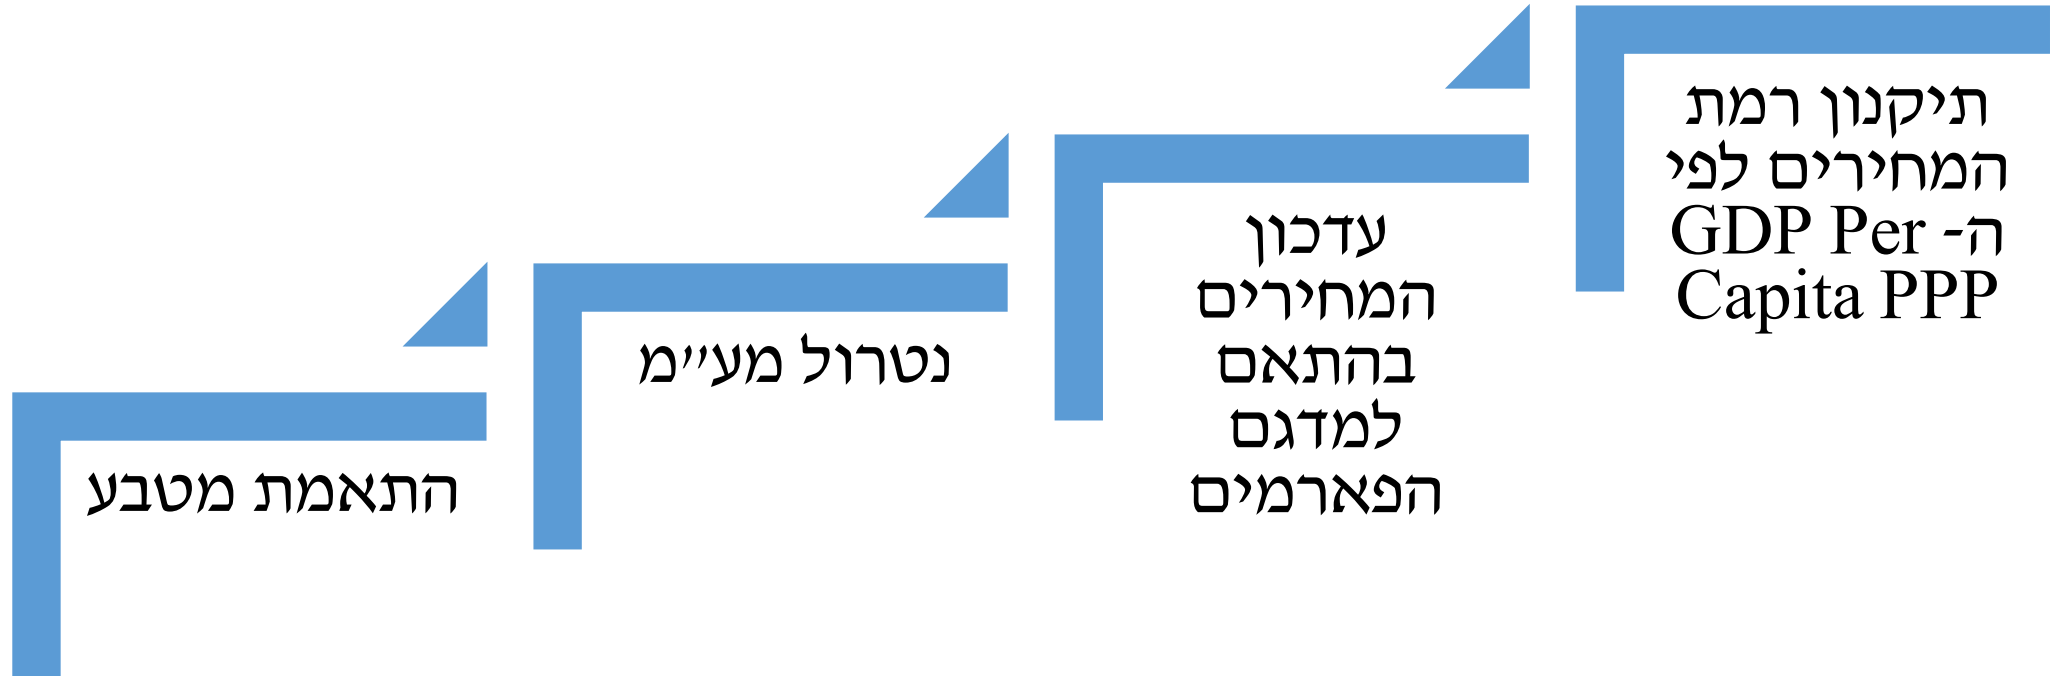 התאמת מטבע
נטרול מע״מ
עדכון
המחירים
בהתאם
למדגם
הפארמים
תיקנון רמת
המחירים לפי
ה- GDP Per
Capita PPP